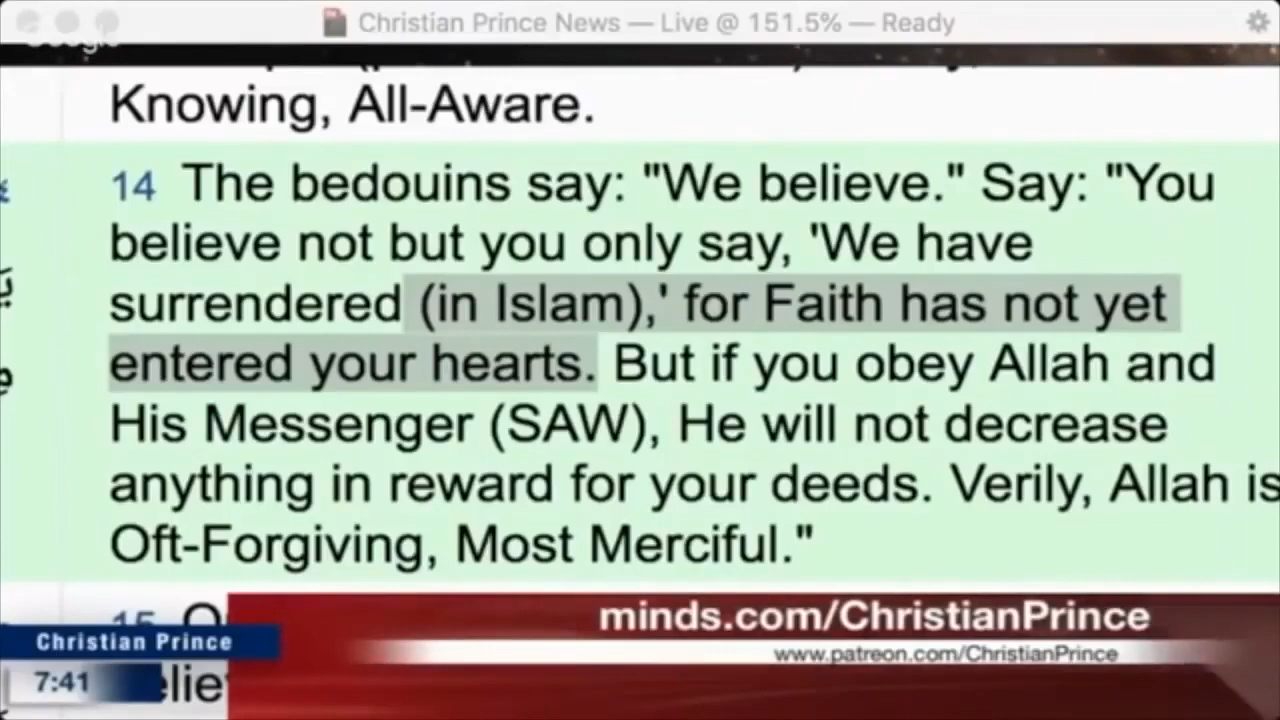 Christian Prince News — Live @ 151.5% — Ready
Google
Knowing, All-Aware.
14 The bedouins say: "We believe." Say: "You
believe not but you only say, 'We have
surrendered (in Islam),' for Faith has not yet
entered your hearts. But if you obey Allah and
His Messenger (SAW), He will not decrease
anything in reward for your deeds. Verily, Allah is
Oft-Forgiving, Most Merciful."
15
minds.com/ChristianPrince
Christian Prince
www.patreon.com/ChristianPrince
7:41